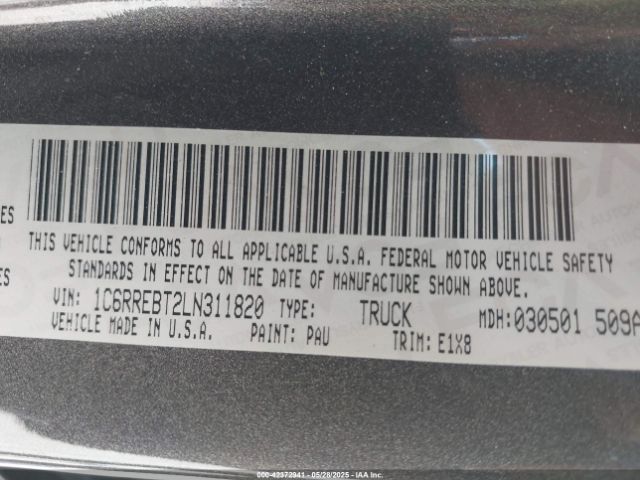 ES
ES
THIS VEHICLE CONFORMS TO ALL APPLICABLE U.S.A. FEDERAL MOTOR VEHICLE SAFETY
STANDARDS IN EFFECT ON THE DATE OF MANUFACTURE SHOWN ABOVE.
VIN: 1C6RREBT2LN311820 TYPE: TRUCK MDH:030501 509A
VEHICLE MADE IN U.S.A. PAINT: PAU TRIM: E1X8
000-42372941 - 05/28/2025 - IAA Inc.